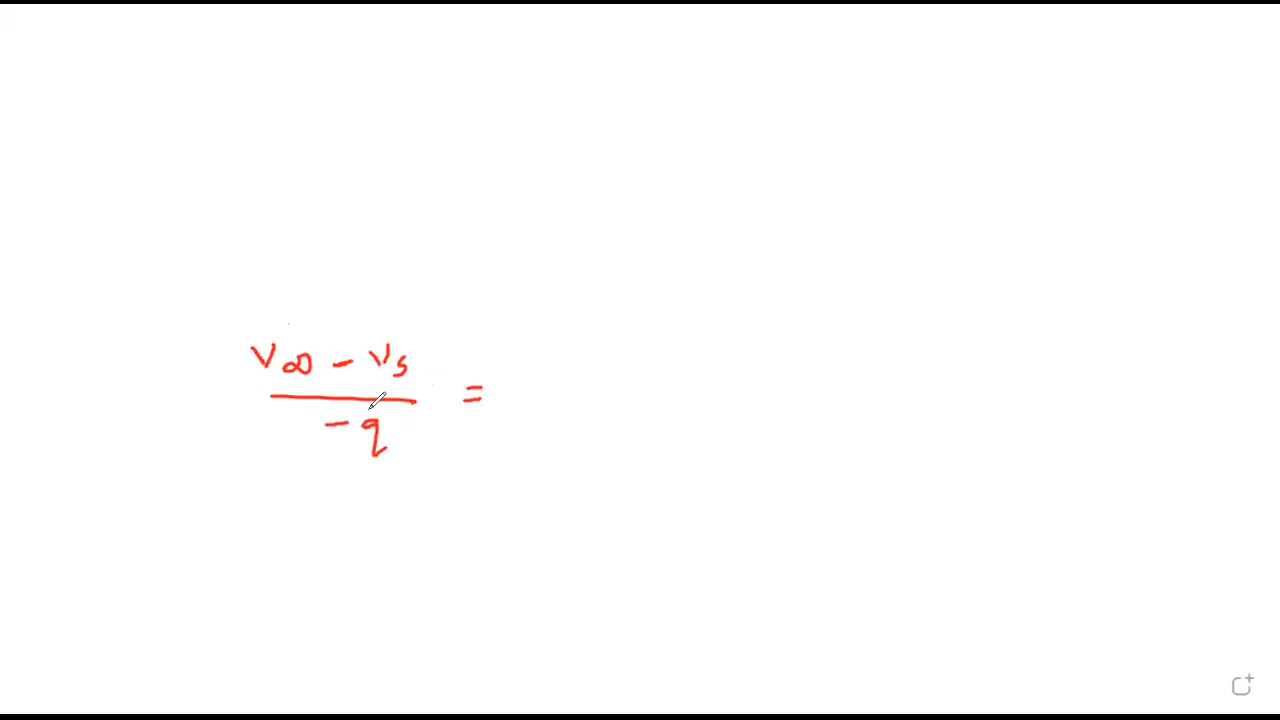 V∞ - Vs
- q =